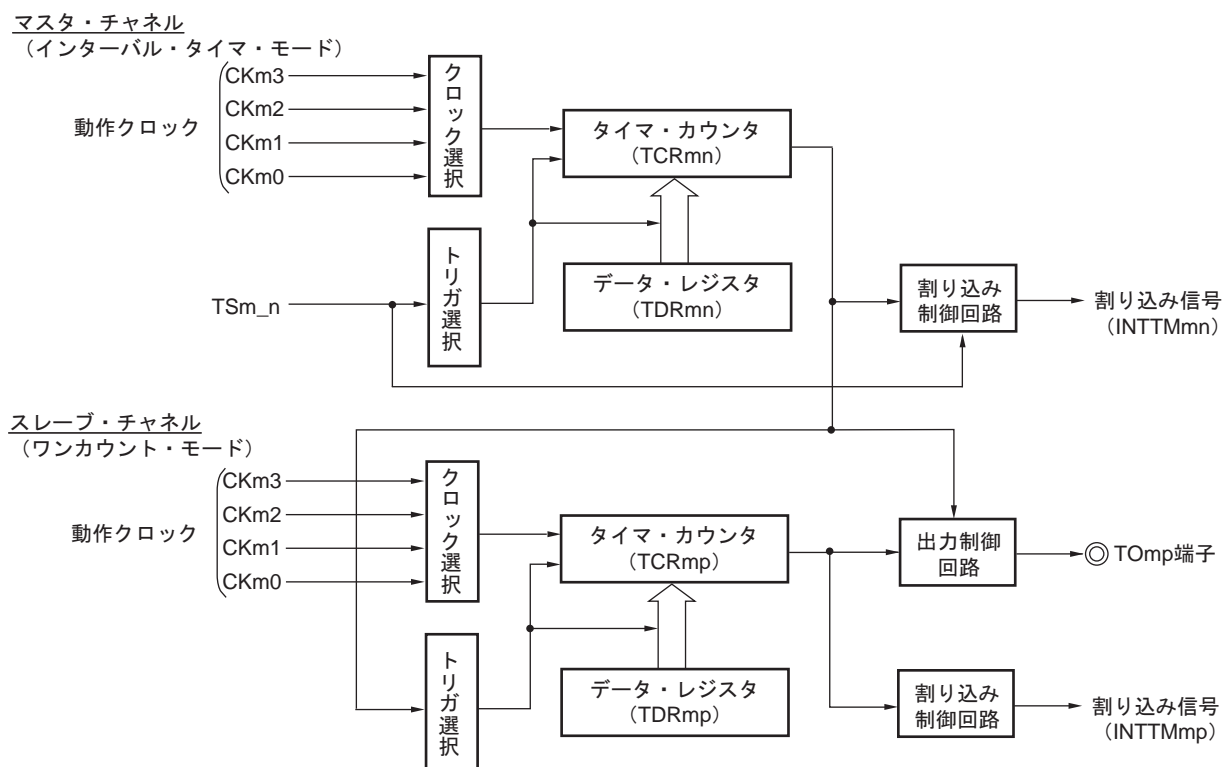 マスタ・チャネル
（インターバル・タイマ・モード）
動作クロック
CKm3
CKm2
CKm1
CKm0
クロック選択
タイマ・カウンタ
（TCRmn）
TSm_n
トリガ選択
データ・レジスタ
（TDRmn）
割り込み
制御回路
割り込み信号
（INTTMmn）
スレーブ・チャネル
（ワンカウント・モード）
動作クロック
CKm3
CKm2
CKm1
CKm0
クロック選択
タイマ・カウンタ
（TCRmp）
トリガ選択
データ・レジスタ
（TDRmp）
出力制御
回路
TOmp端子
割り込み
制御回路
割り込み信号
（INTTMmp）